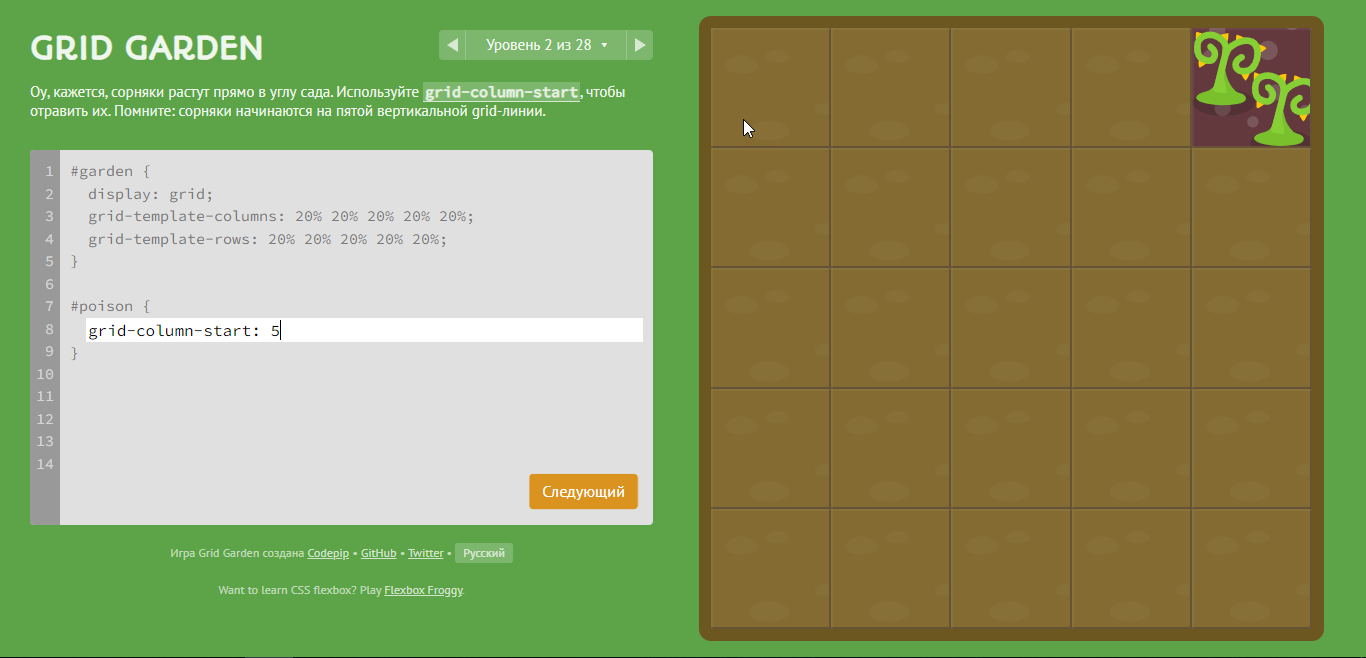 GRID GARDEN
Уровень 2 из 28
Оу, кажется, сорняки растут прямо в углу сада. Используйте grid-column-start, чтобы
отравить их. Помните: сорняки начинаются на пятой вертикальной grid-линии.
1 #garden {
2 display: grid;
3 grid-template-columns: 20% 20% 20% 20% 20%;
4 grid-template-rows: 20% 20% 20% 20% 20%;
5 }
6
7 #poison {
8 grid-column-start: 5
9 }
10
11
12
13
14
Следующий
Игра Grid Garden создана Codepip • GitHub • Twitter • Русский
Want to learn CSS flexbox? Play Flexbox Froggy.